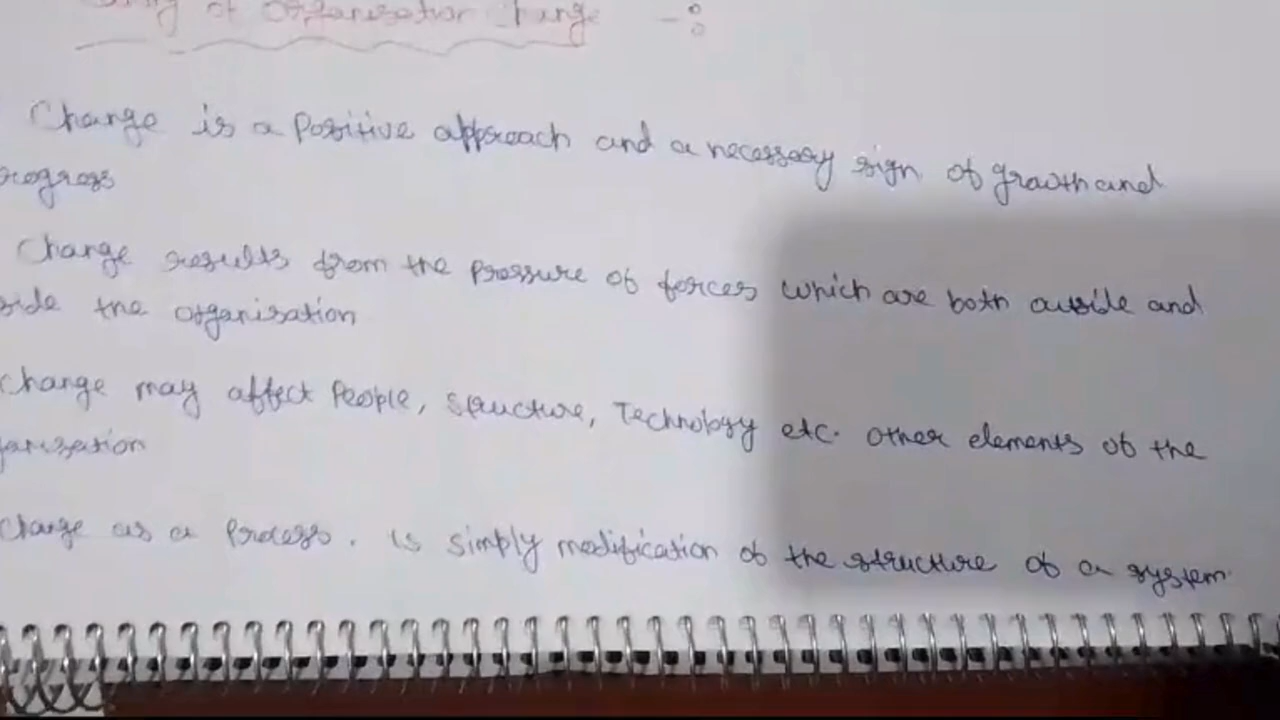 of Organisation Change -:
Change is a Positive approach and a necessary sign of growth and
rogress
Change results from the Pressure of forces which are both outside and
side the organisation
Change may affect People, structure, Technology etc. other elements of the
anisation
Change as a Process. is simply modification of the structure of a system